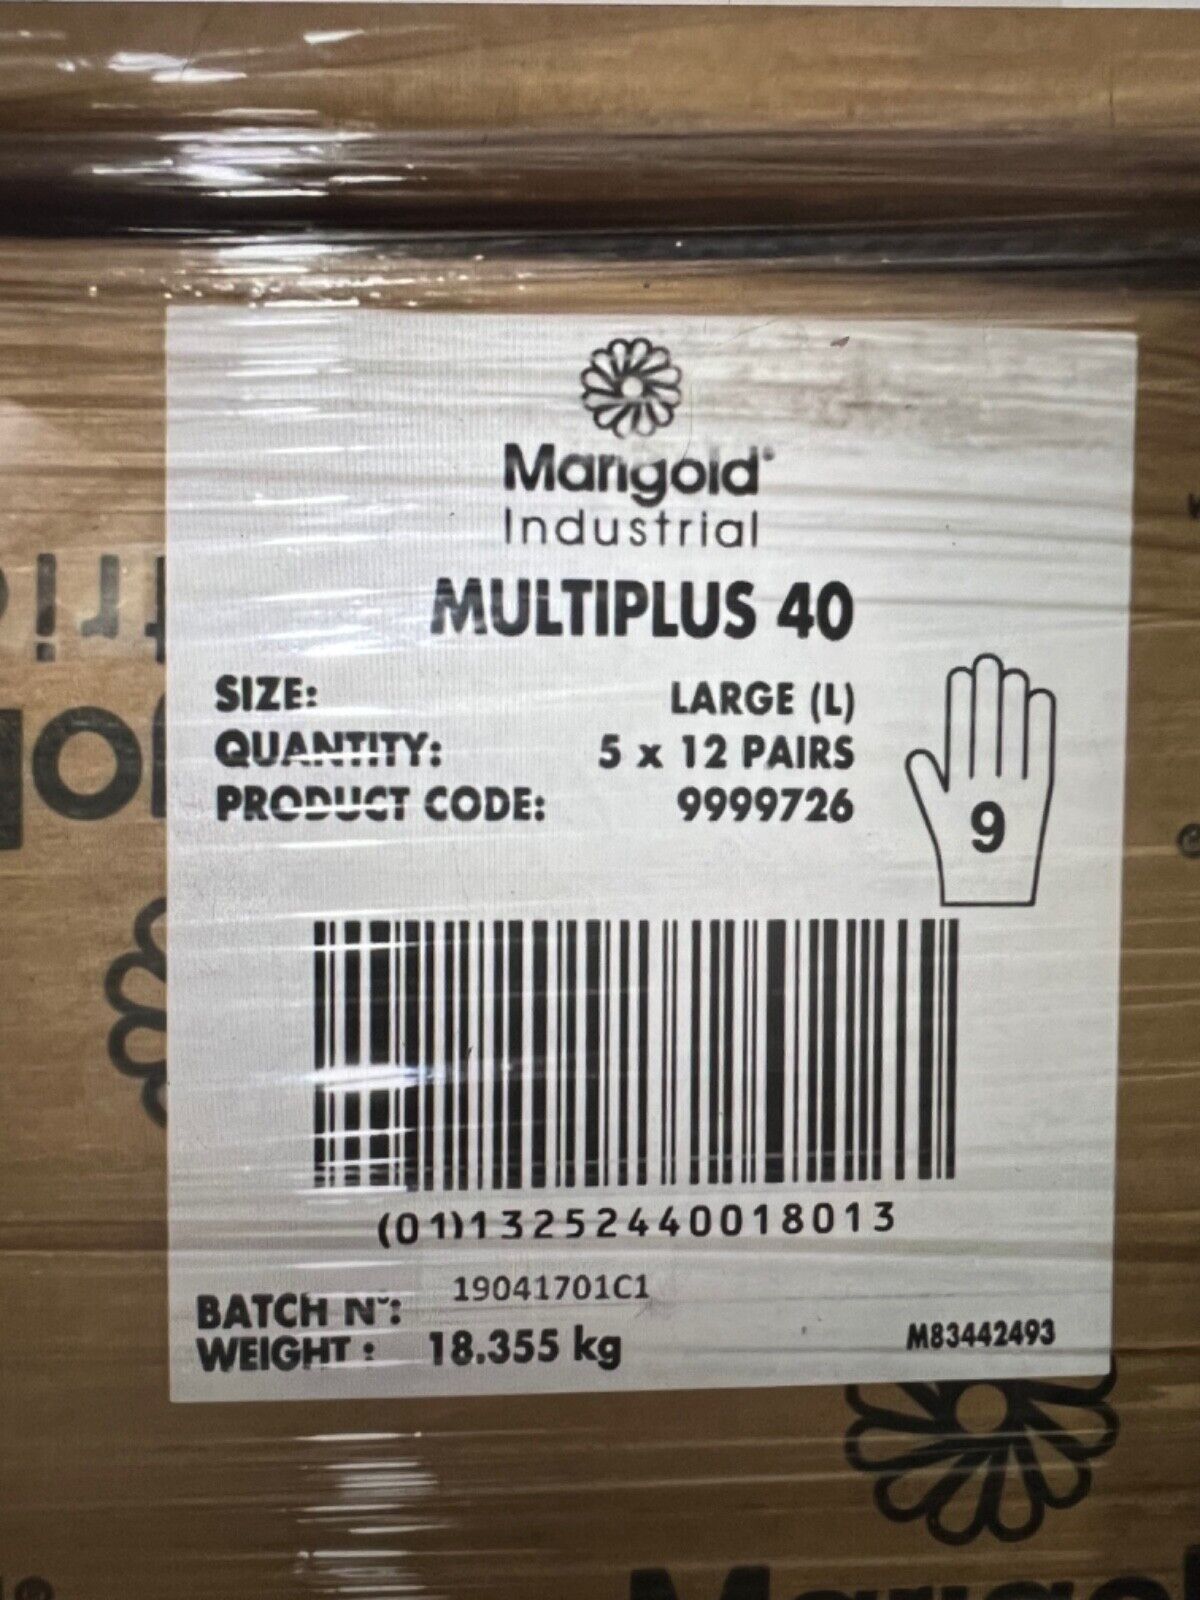 Marigold®
Industrial
MULTIPLUS 40
SIZE: LARGE (L)
QUANTITY: 5 x 12 PAIRS
PRODUCT CODE: 9999726
9
(01)13252440018013
BATCH Nº: 19041701C1
WEIGHT : 18.355 kg
M83442493